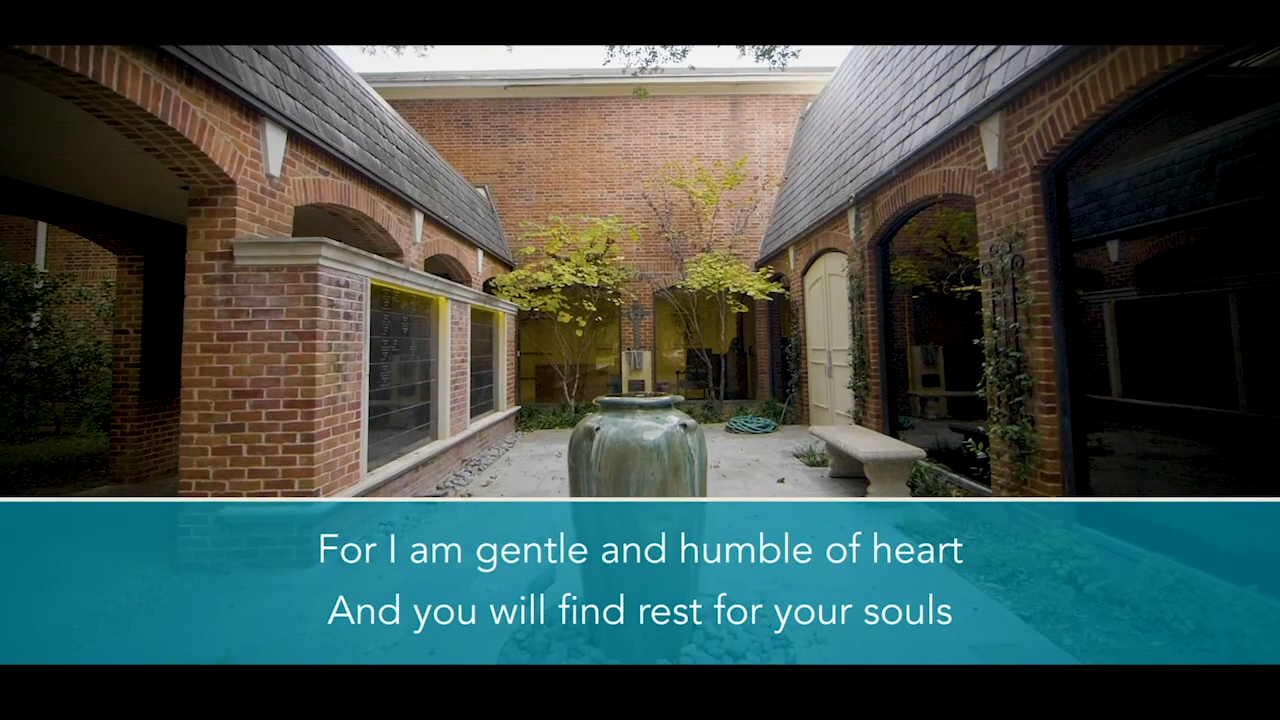 For I am gentle and humble of heart
And you will find rest for your souls